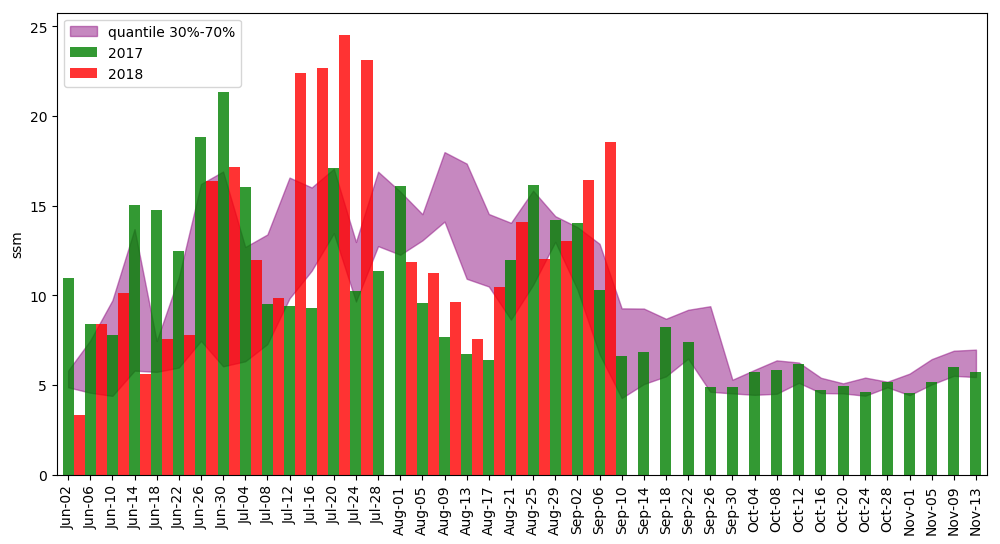 25
20
15
10
5
0
ssm
quantile 30%-70%
2017
2018
Jun-02
Jun-06
Jun-10
Jun-14
Jun-18
Jun-22
Jun-26
Jun-30
Jul-04
Jul-08
Jul-12
Jul-16
Jul-20
Jul-24
Jul-28
Aug-01
Aug-05
Aug-09
Aug-13
Aug-17
Aug-21
Aug-25
Aug-29
Sep-02
Sep-06
Sep-10
Sep-14
Sep-18
Sep-22
Sep-26
Sep-30
Oct-04
Oct-08
Oct-12
Oct-16
Oct-20
Oct-24
Oct-28
Nov-01
Nov-05
Nov-09
Nov-13